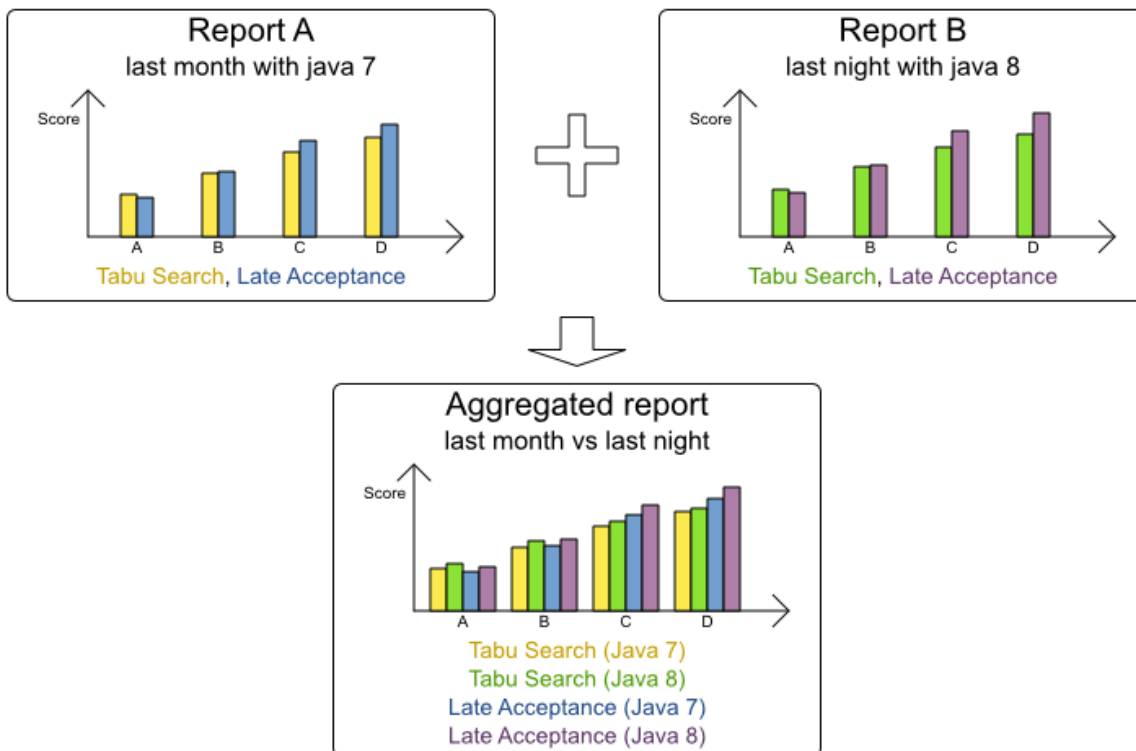 Report A
last month with java 7
Score
A B C D
Tabu Search, Late Acceptance
Report B
last night with java 8
Score
A B C D
Tabu Search, Late Acceptance
Aggregated report
last month vs last night
Score
A B C D
Tabu Search (Java 7)
Tabu Search (Java 8)
Late Acceptance (Java 7)
Late Acceptance (Java 8)